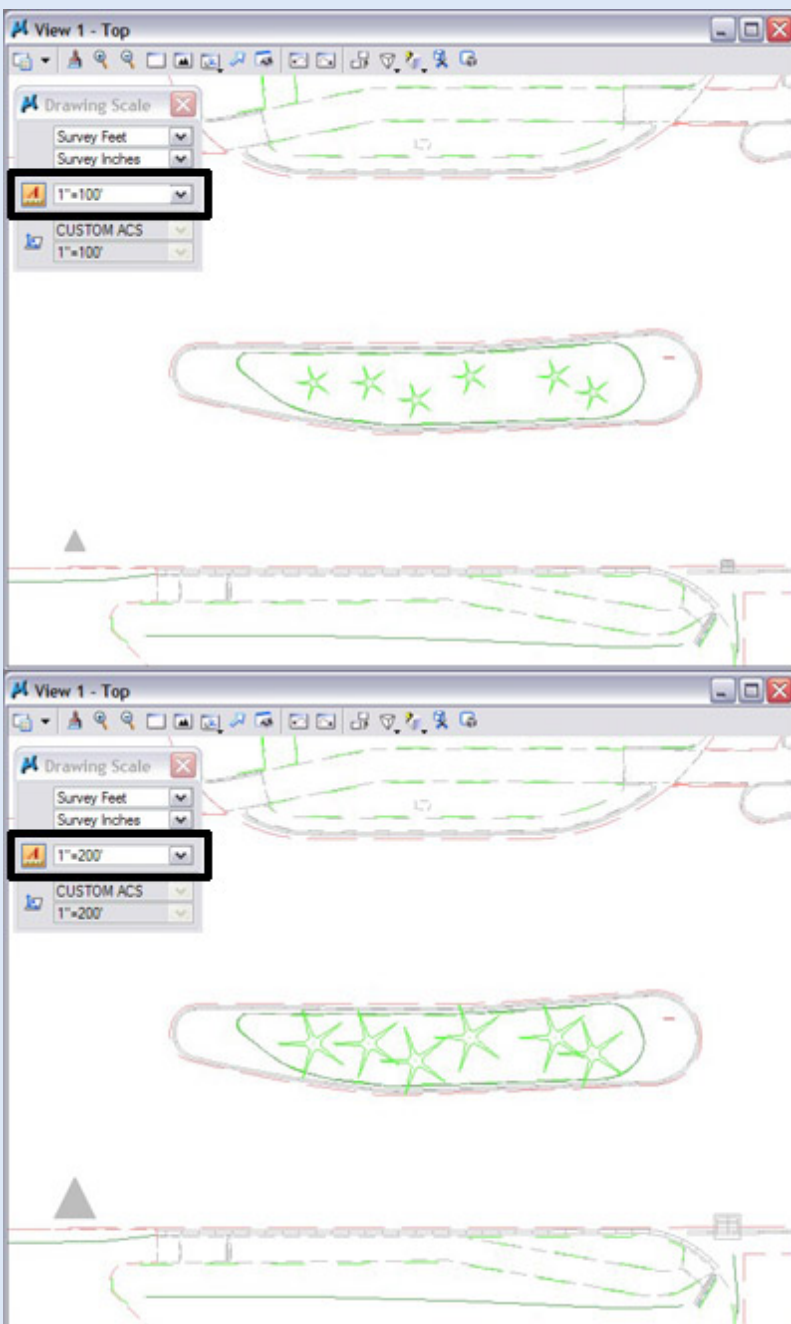 View 1 - Top
Drawing Scale
Survey Feet
Survey Inches
1"=100'
CUSTOM ACS
1"=100'
View 1 - Top
Drawing Scale
Survey Feet
Survey Inches
1"=200'
CUSTOM ACS
1"=200'